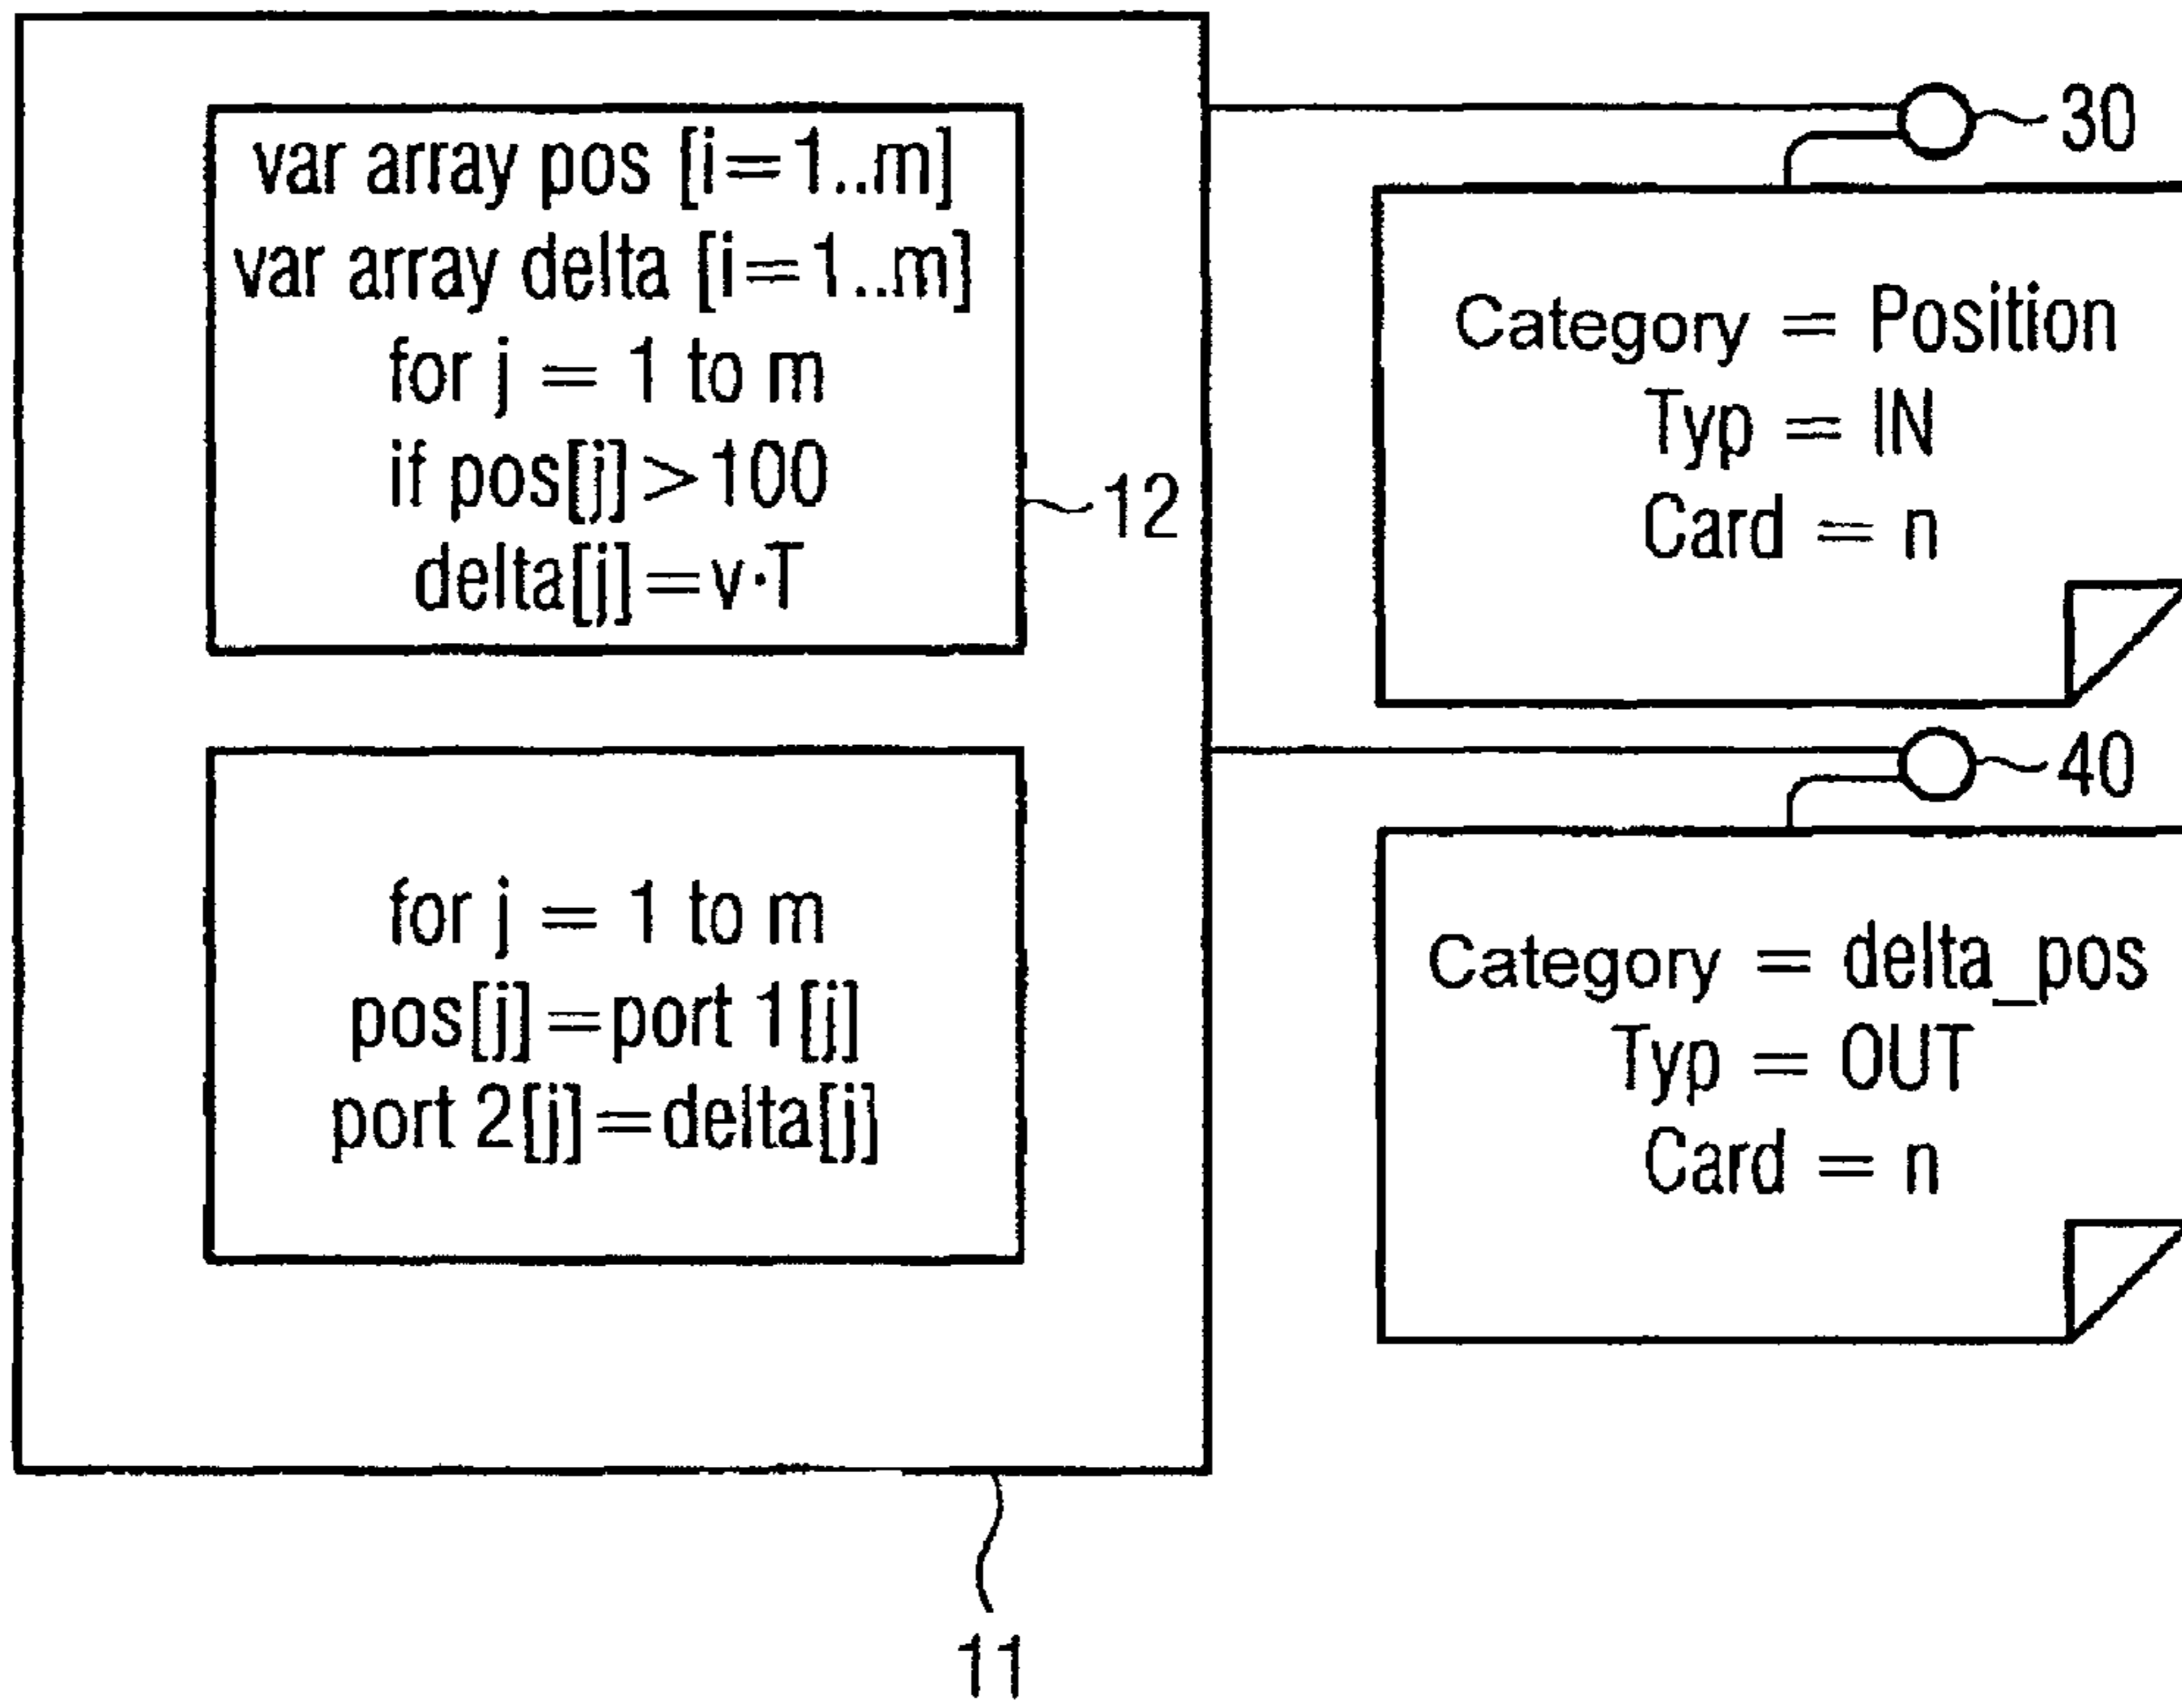 var array pos [i=1..m]
var array delta [i=1..m]
for j = 1 to m
if pos[j]>100
delta[j]=v·T
12
for j = 1 to m
pos[j]=port 1[j]
port 2[j]=delta[j]
11
30
Category = Position
Typ = IN
Card = n
40
Category = delta_pos
Typ = OUT
Card = n